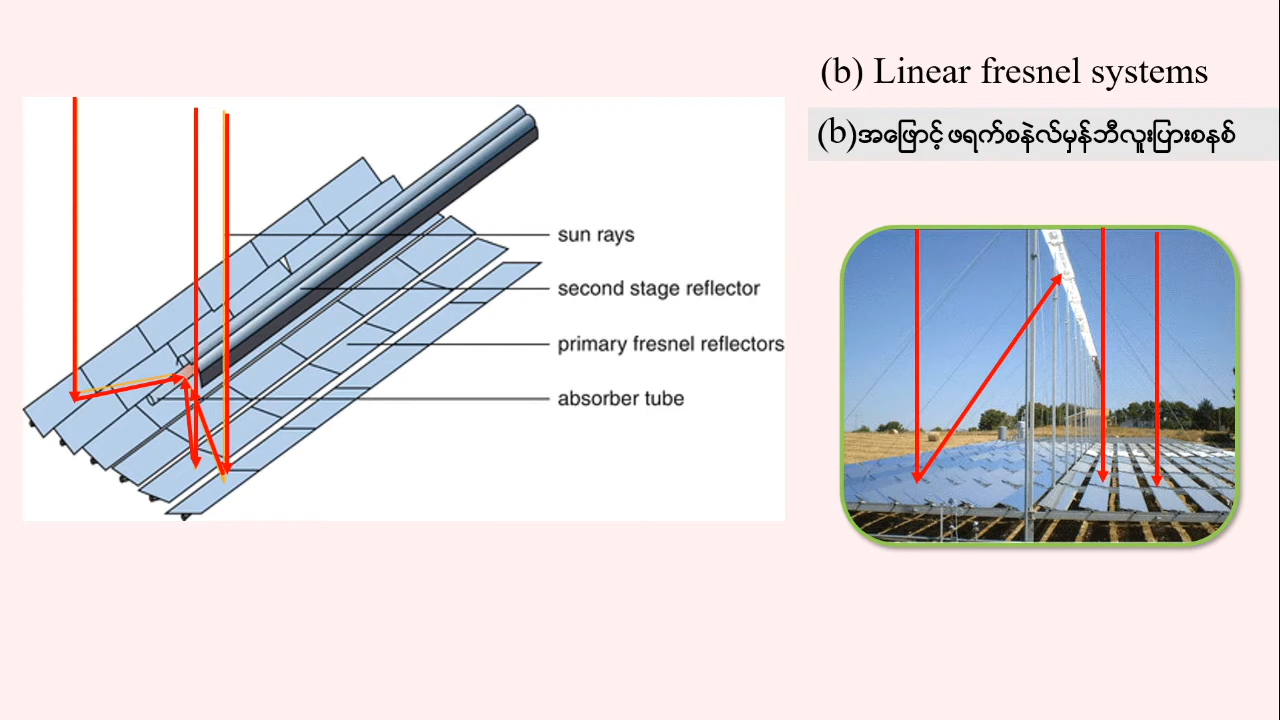 (b) Linear fresnel systems
(b)အဖြောင့် ဖရက်စနဲလ်မှန်ဘီလူးပြားစနစ်
sun rays
second stage reflector
primary fresnel reflectors
absorber tube